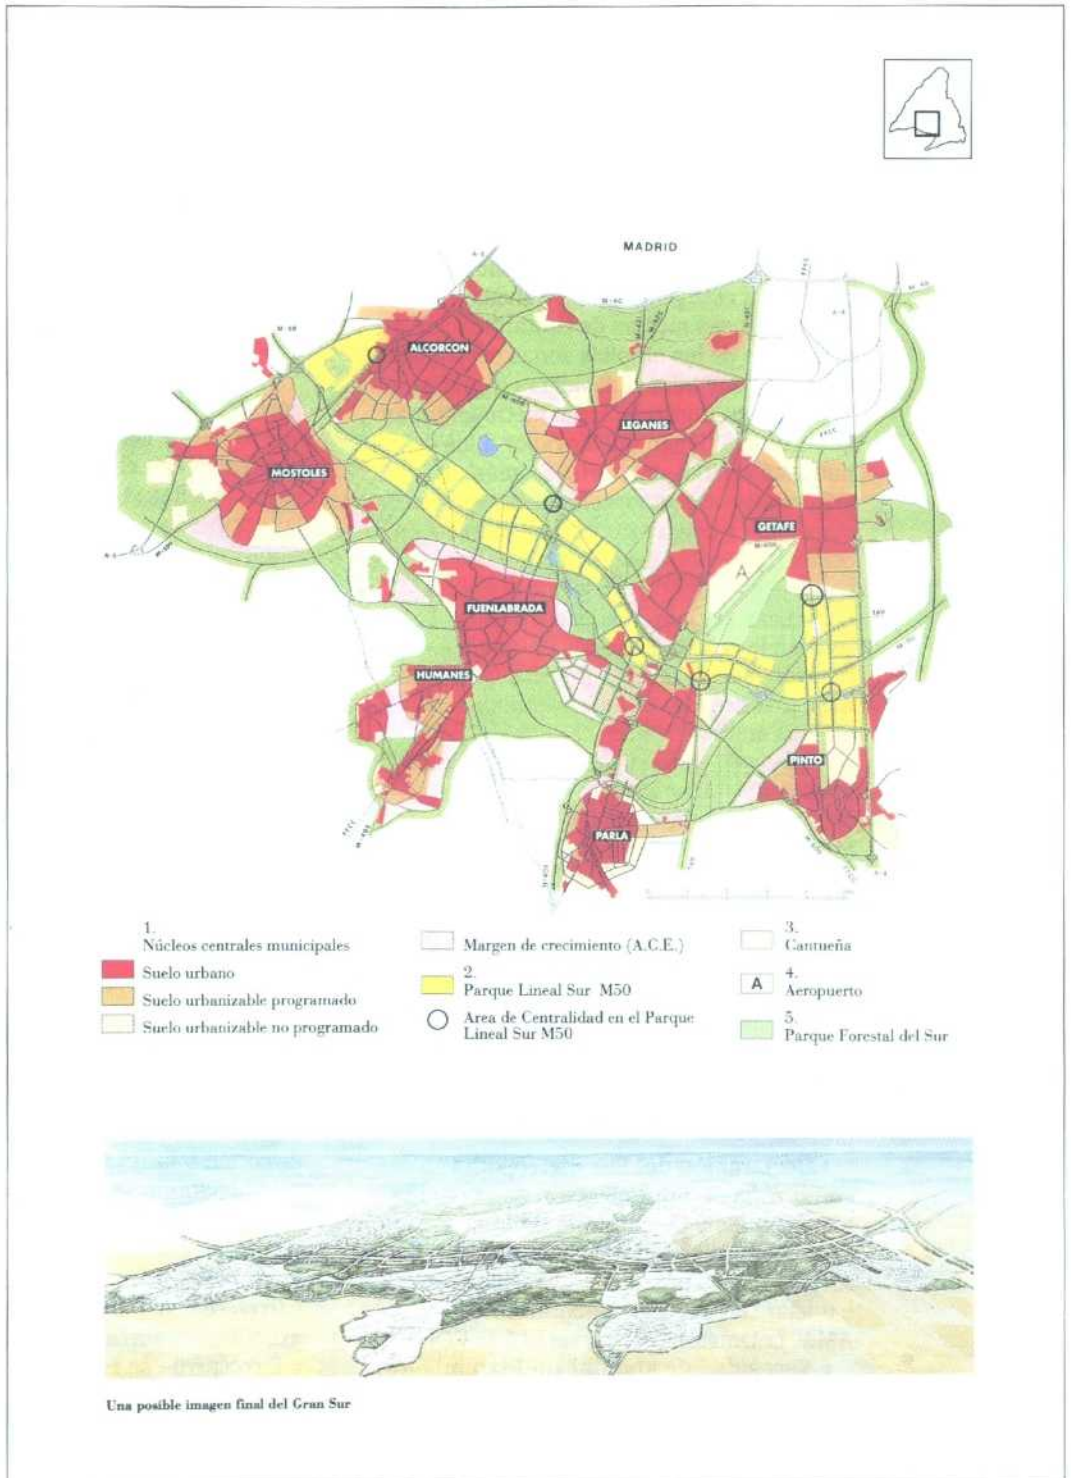 MADRID
ALCORCON
LEGANES
MOSTOLES
GETAFE
A
FUENLABRADA
HUMANES
PINTO
PARLA
1.
Núcleos centrales municipales
Suelo urbano
Suelo urbanizable programado
Suelo urbanizable no programado
Margen de crecimiento (A.C.E.)
2.
Parque Lineal Sur M50
Area de Centralidad en el Parque
Lineal Sur M50
3.
Cantueña
4.
A
Aeropuerto
5.
Parque Forestal del Sur
Una posible imagen final del Gran Sur